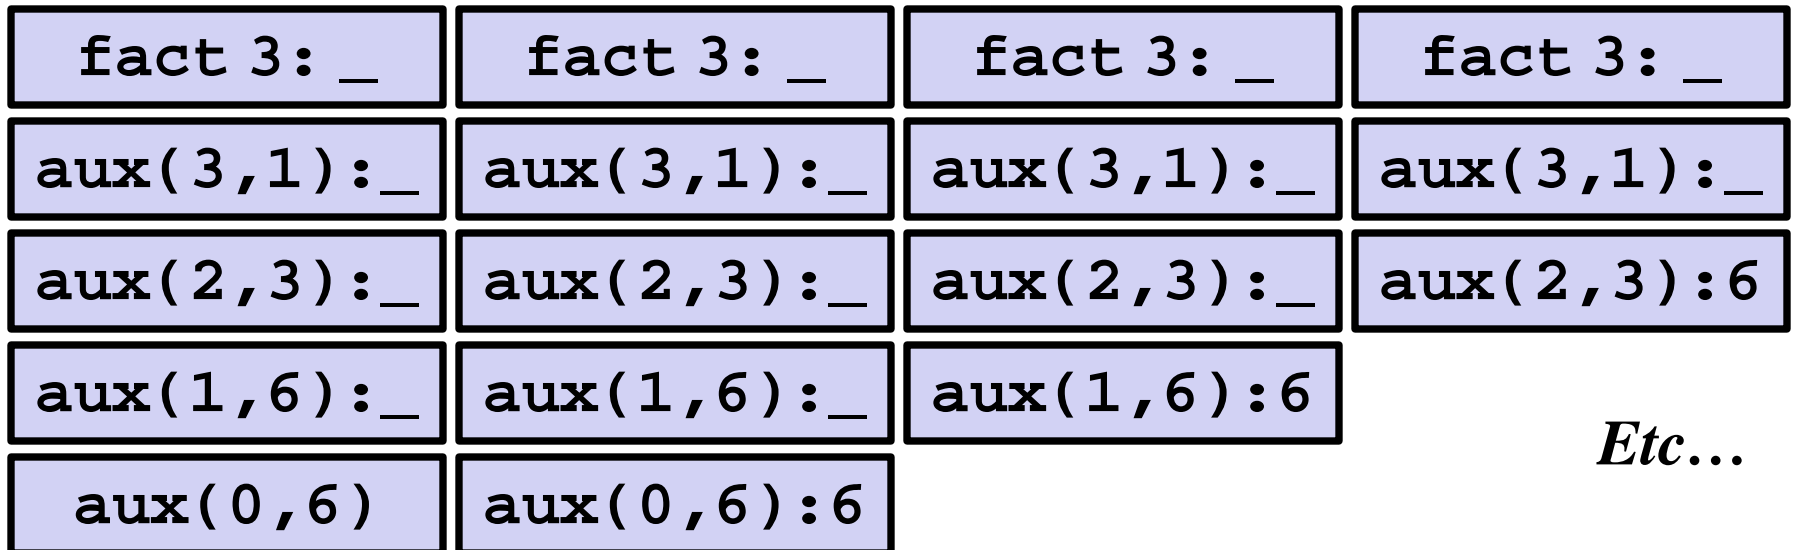 fact 3:_ fact 3:_ fact 3:_ fact 3:_
aux(3,1):_ aux(3,1):_ aux(3,1):_ aux(3,1):_
aux(2,3):_ aux(2,3):_ aux(2,3):_ aux(2,3):6
aux(1,6):_ aux(1,6):_ aux(1,6):6
Etc...
aux(0,6) aux(0,6):6